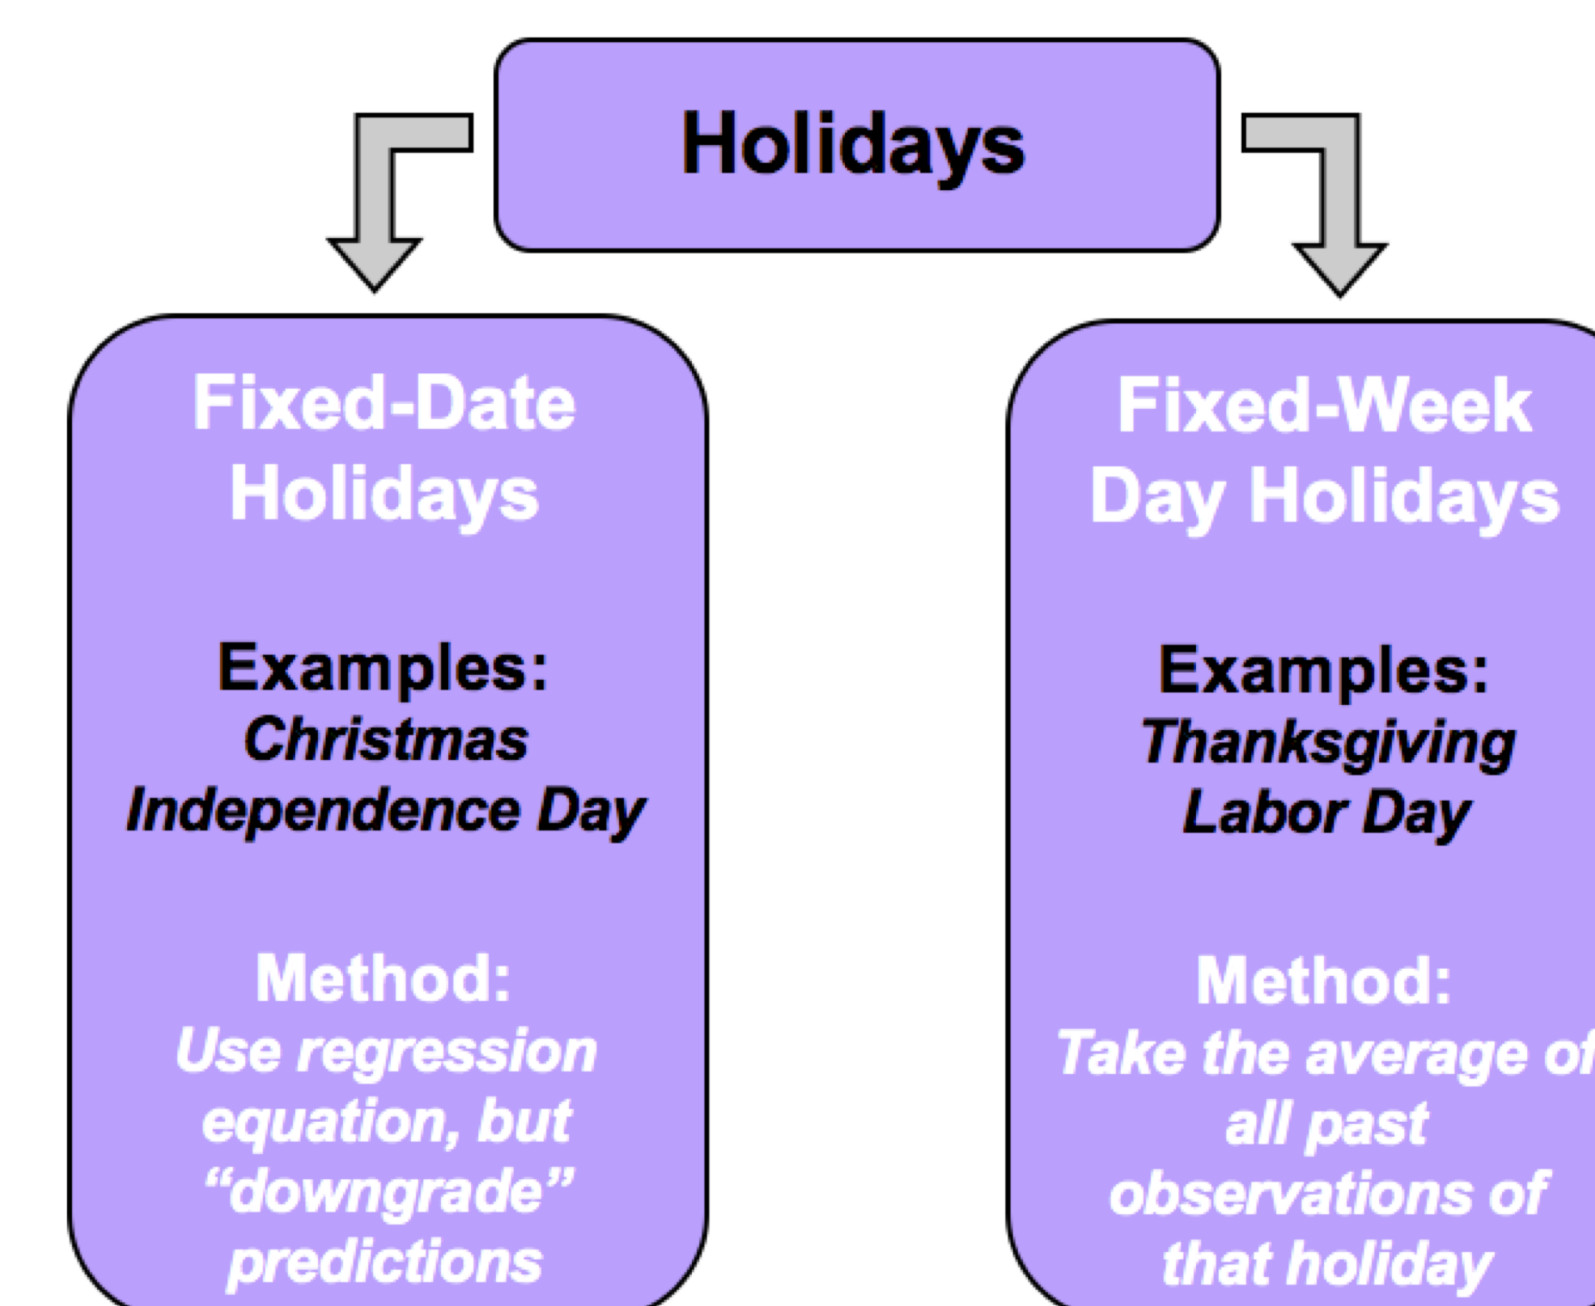 Holidays
Fixed-Date
Holidays
Examples:
Christmas
Independence Day
Method:
Use regression
equation, but
“downgrade”
predictions
Fixed-Week
Day Holidays
Examples:
Thanksgiving
Labor Day
Method:
Take the average of
all past
observations of
that holiday